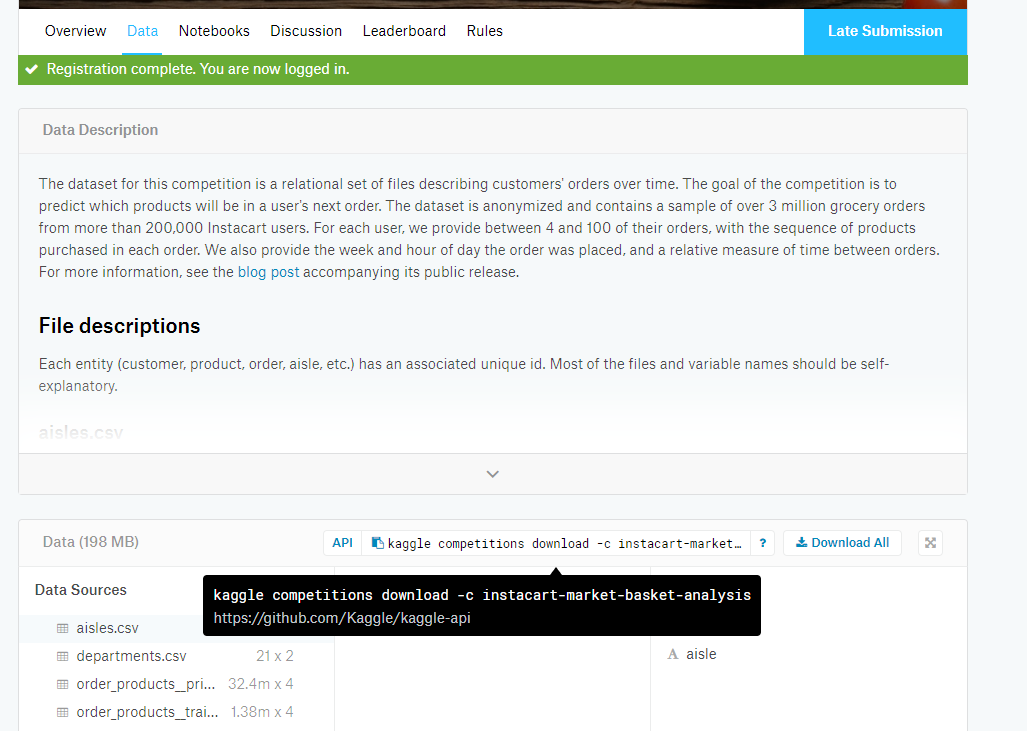 Overview Data Notebooks Discussion Leaderboard Rules Late Submission
Registration complete. You are now logged in.
Data Description
The dataset for this competition is a relational set of files describing customers' orders over time. The goal of the competition is to
predict which products will be in a user's next order. The dataset is anonymized and contains a sample of over 3 million grocery orders
from more than 200,000 Instacart users. For each user, we provide between 4 and 100 of their orders, with the sequence of products
purchased in each order. We also provide the week and hour of day the order was placed, and a relative measure of time between orders.
For more information, see the blog post accompanying its public release.
File descriptions
Each entity (customer, product, order, aisle, etc.) has an associated unique id. Most of the files and variable names should be self-
explanatory.
aisles.csv
Data (198 MB) API kaggle competitions download -c instacart-market… ? Download All
Data Sources
kaggle competitions download -c instacart-market-basket-analysis
https://github.com/Kaggle/kaggle-api
aisles.csv
departments.csv 21 x 2
A aisle
order_products__pri... 32.4m x 4
order_products__trai... 1.38m x 4